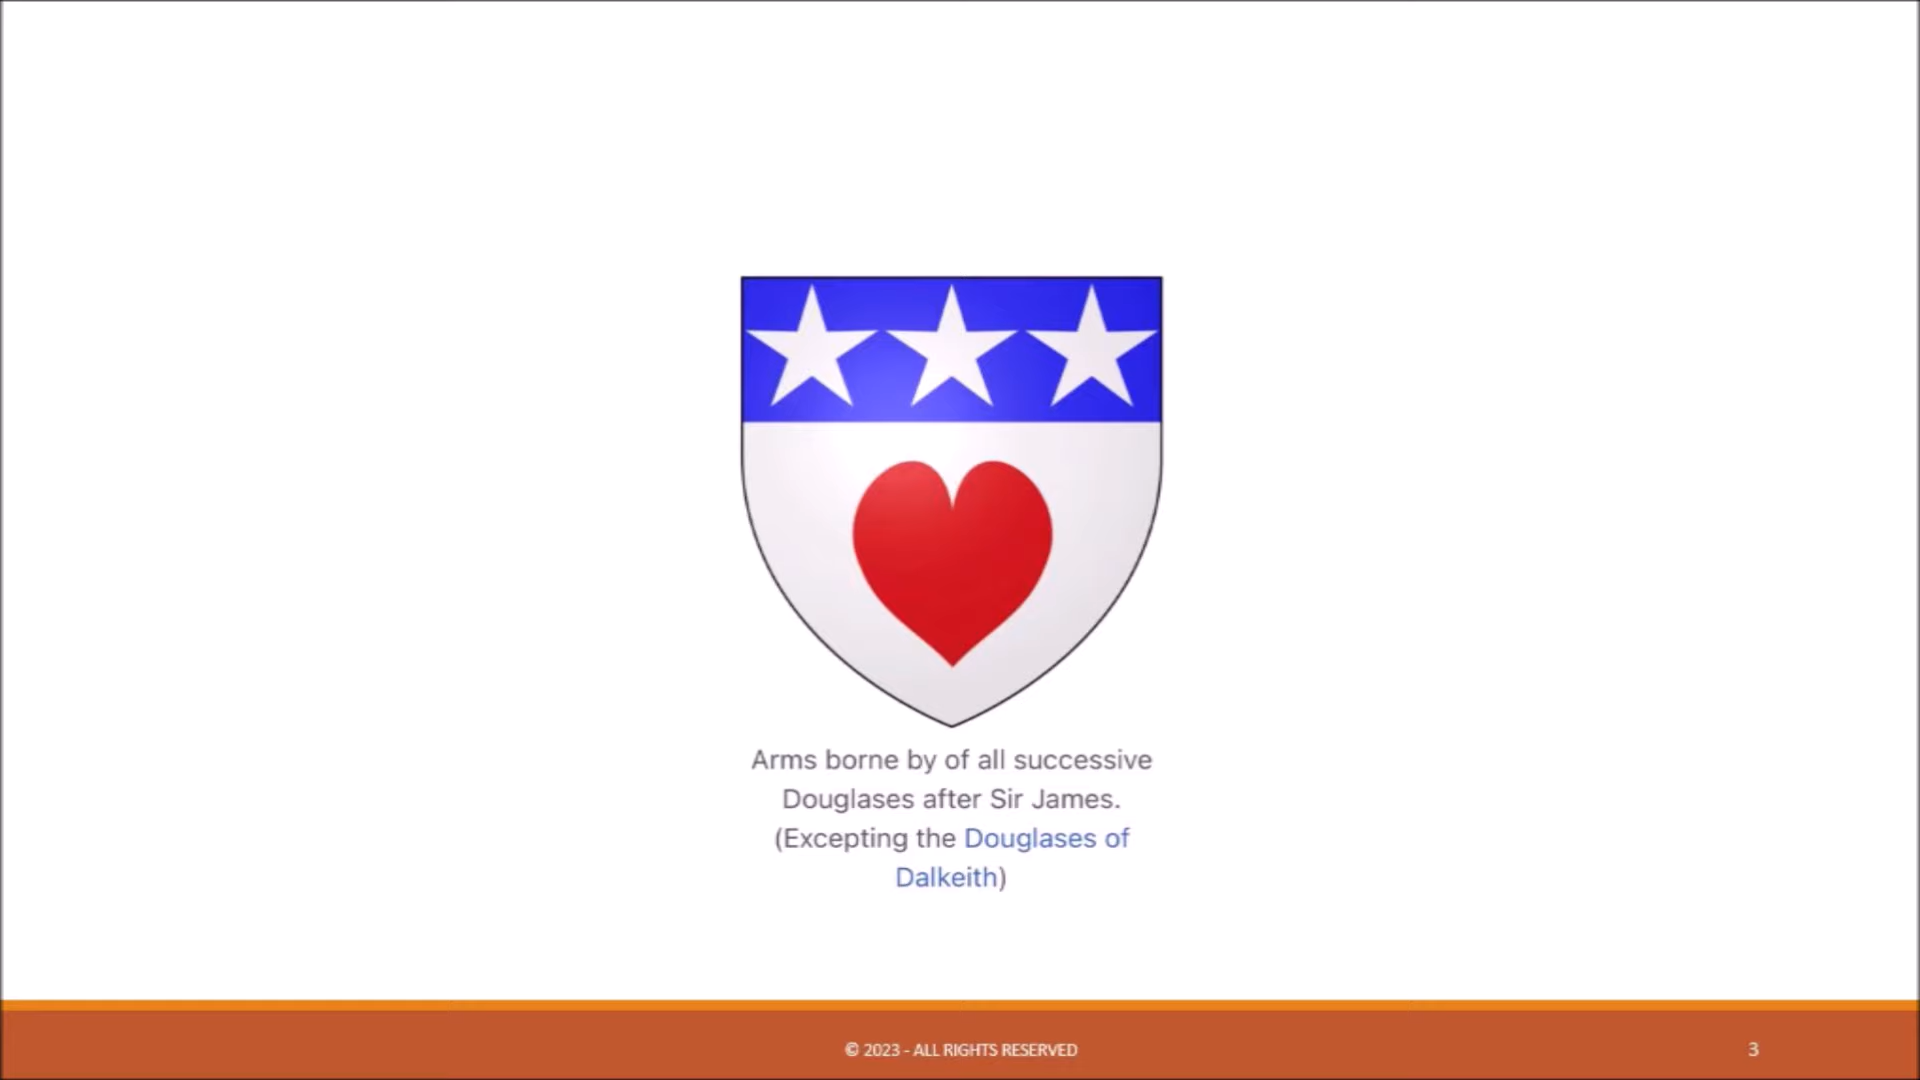 Arms borne by of all successive
Douglases after Sir James.
(Excepting the Douglases of
Dalkeith)
© 2023 - ALL RIGHTS RESERVED
3